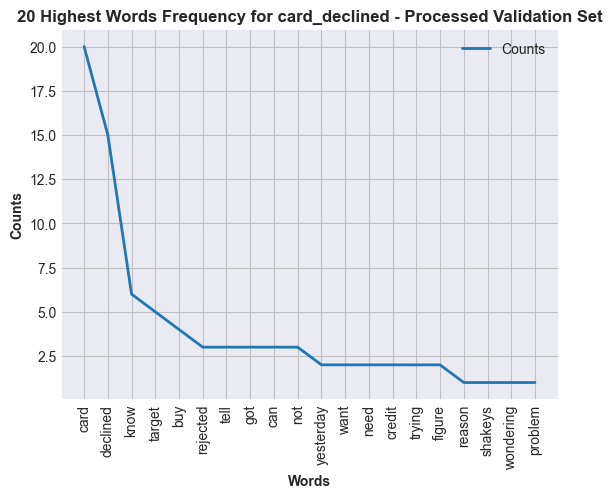 20 Highest Words Frequency for card_declined - Processed Validation Set
Counts
20.0
17.5
15.0
12.5
10.0
7.5
5.0
2.5
Counts
card
declined
know
target
buy
rejected
tell
got
can
not
yesterday
want
need
credit
trying
figure
reason
shakeys
wondering
problem
Words